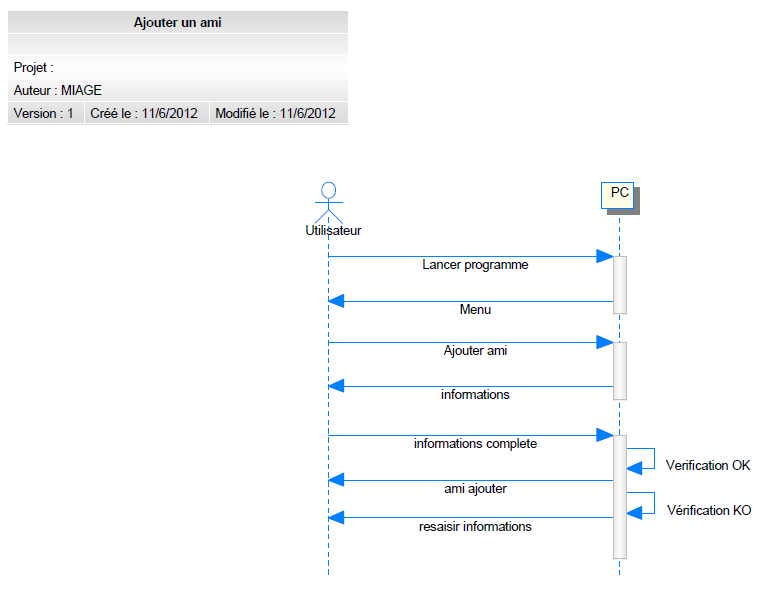 Ajouter un ami
Projet :
Auteur : MIAGE
Version : 1 Créé le : 11/6/2012 Modifié le : 11/6/2012
PC
Utilisateur
Lancer programme
Menu
Ajouter ami
informations
informations complete
Verification OK
ami ajouter
Vérification KO
resaisir informations